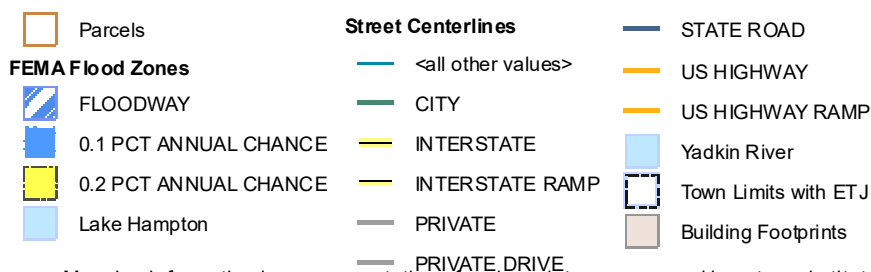 Parcels
FEMA Flood Zones
FLOODWAY
0.1 PCT ANNUAL CHANCE
0.2 PCT ANNUAL CHANCE
Lake Hampton
Street Centerlines
<all other values>
CITY
INTERSTATE
INTERSTATE RAMP
PRIVATE
PRIVATE DRIVE
STATE ROAD
US HIGHWAY
US HIGHWAY RAMP
Yadkin River
Town Limits with ETJ
Building Footprints